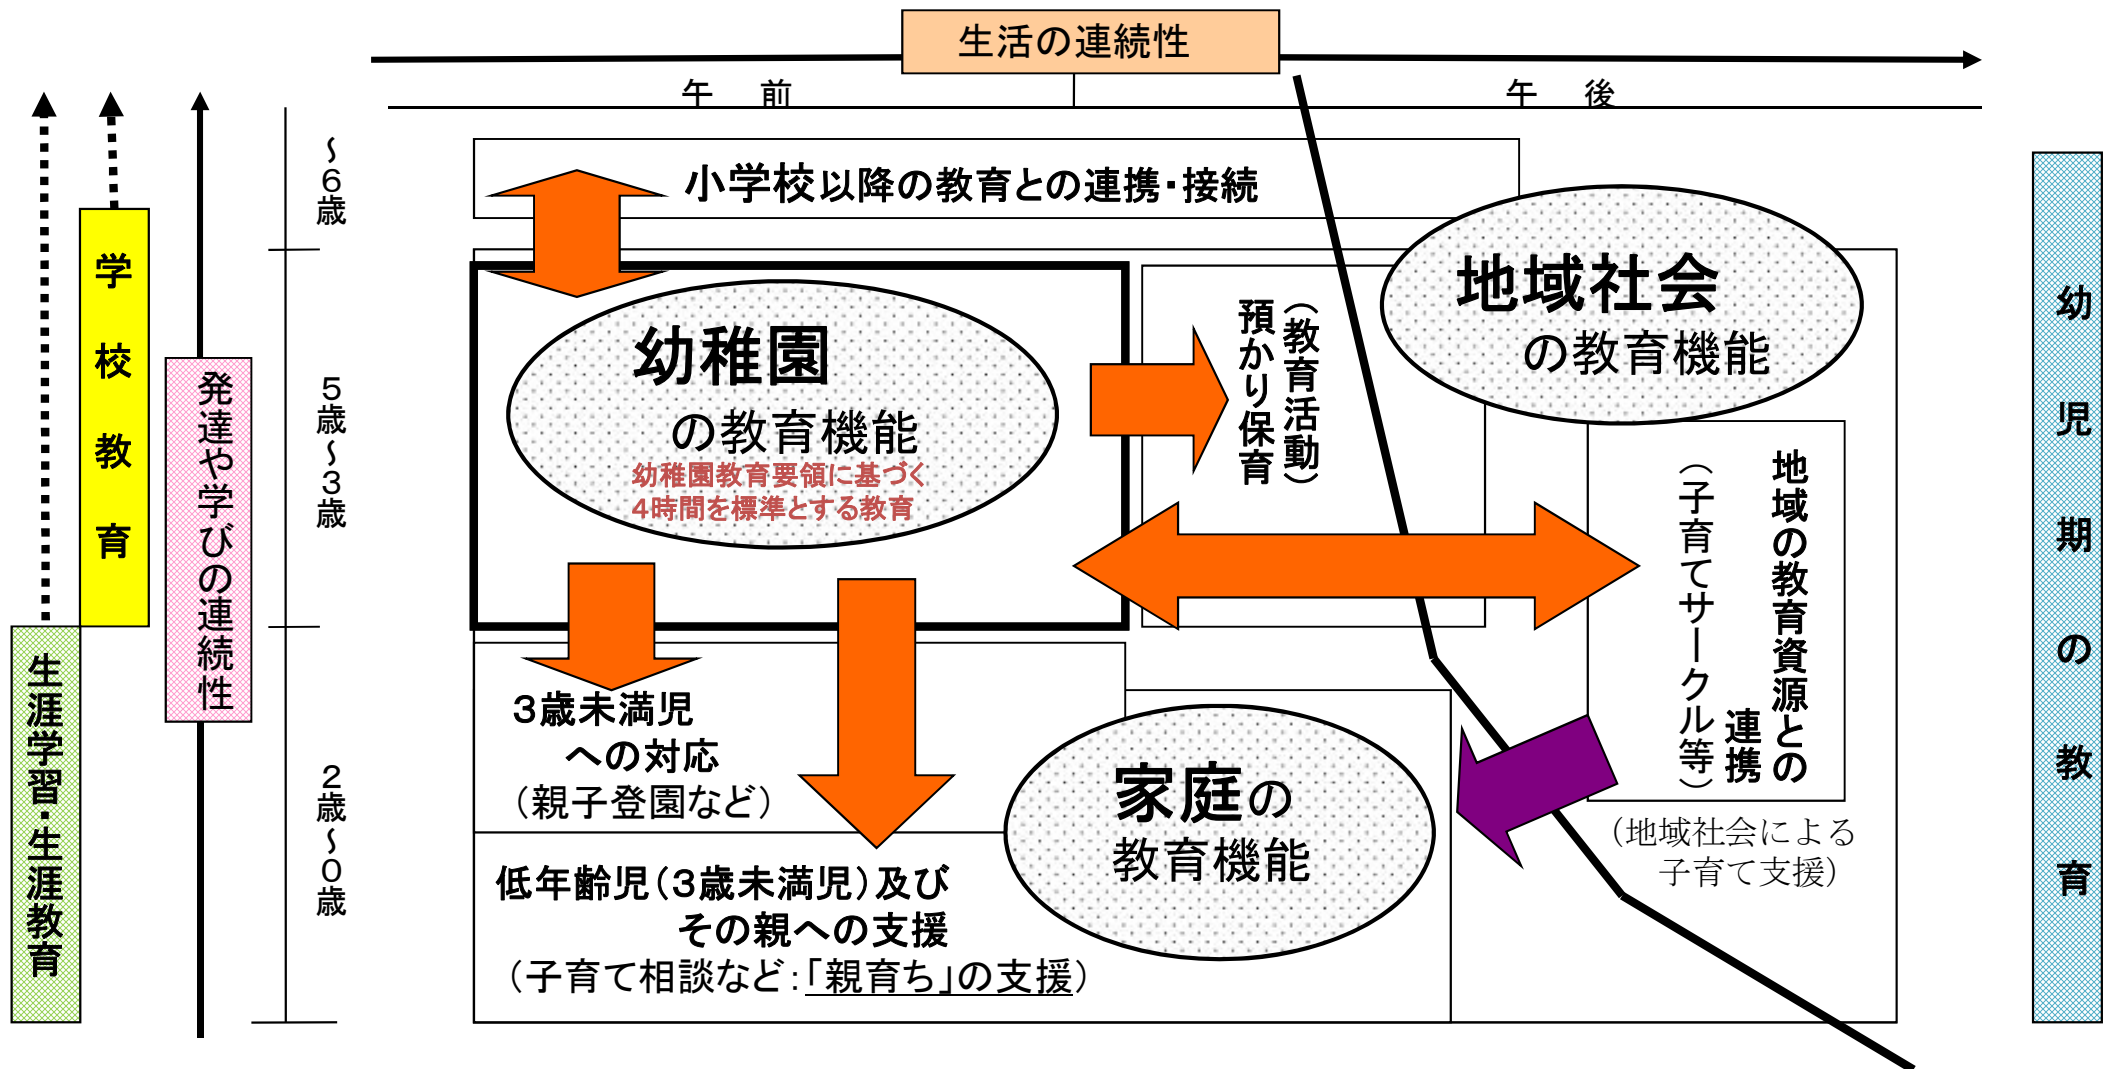 生活の連続性
午　前
午　後
～6歳
小学校以降の教育との連携・接続
学校教育
発達や学びの連続性
5歳～3歳
幼稚園
の教育機能
幼稚園教育要領に基づく
4時間を標準とする教育
(教育活動)
預かり保育
地域社会
の教育機能
地域の教育資源との
連携
(子育てサークル等)
(地域社会による
子育て支援)
生涯学習・生涯教育
2歳～0歳
3歳未満児
への対応
(親子登園など)
家庭の
教育機能
低年齢児(3歳未満児)及び
その親への支援
(子育て相談など:「親育ち」の支援)
幼児期の教育